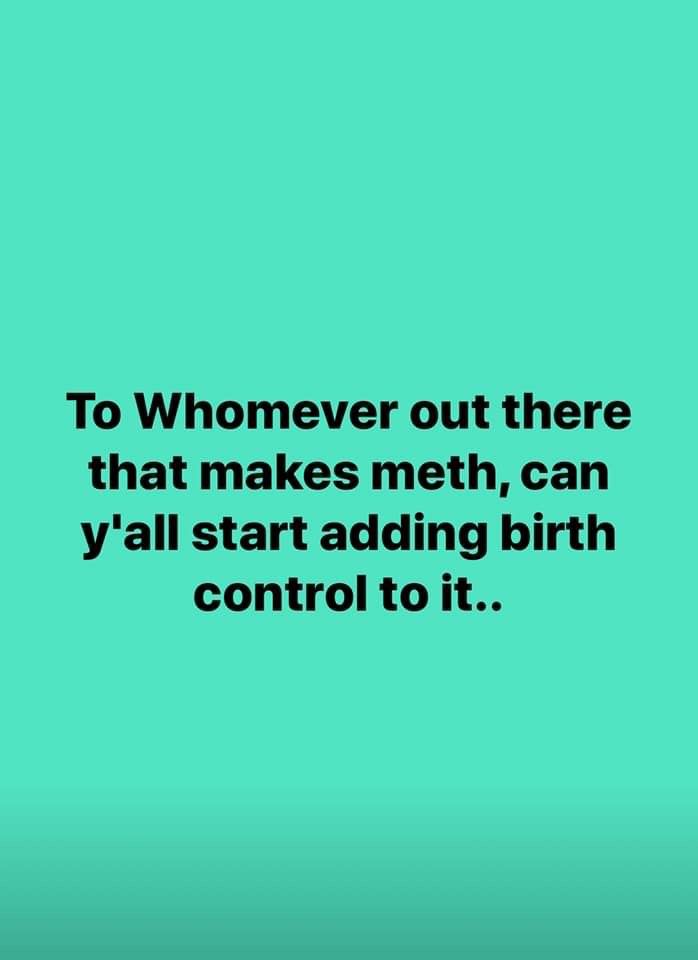 To Whomever out there
that makes meth, can
y'all start adding birth
control to it..